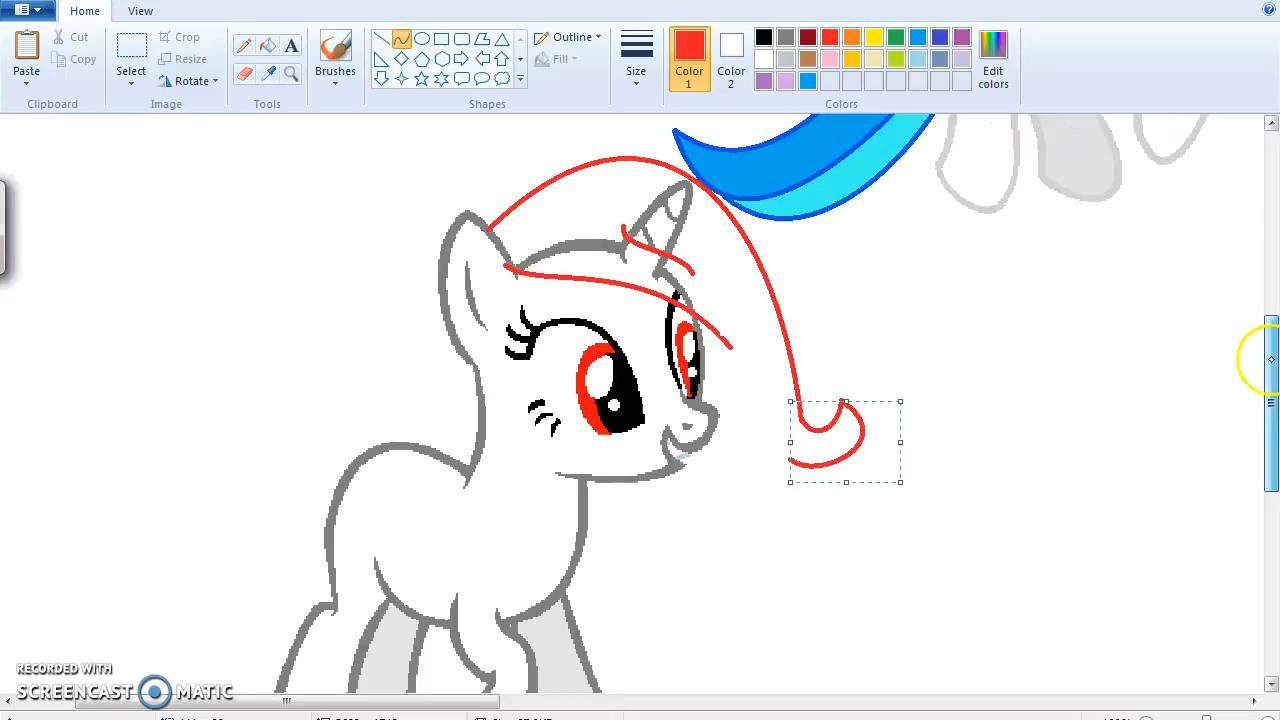 Home View
Paste
Cut
Copy
Clipboard
Select
Crop
Resize
Rotate
Image
A
Tools
Brushes
Outline
Fill
Shapes
Size
Color 1
Color 2
Edit colors
Colors
RECORDED WITH
SCREENCAST MATIC